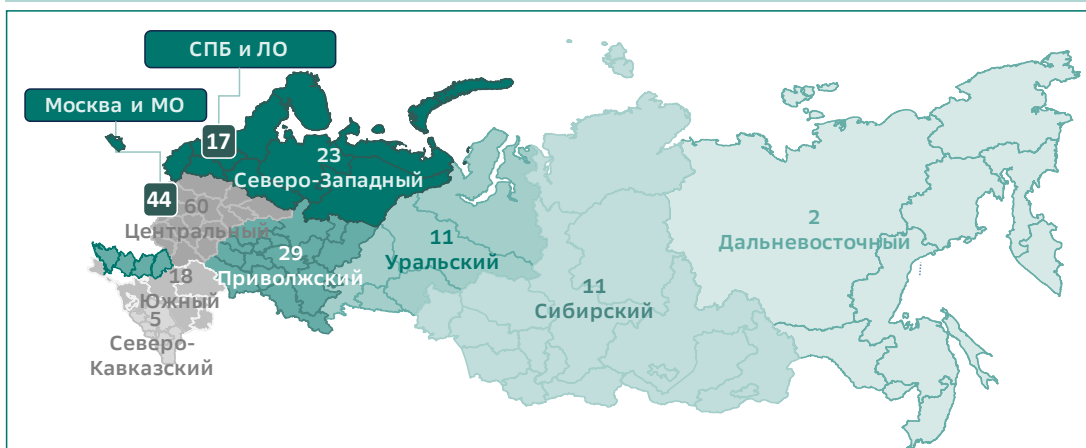 СПБ и ЛО
Москва и МО
17
23
Северо-Западный
44
60
Центральный
2
Дальневосточный
11
Уральский
29
Приволжский
18
Южный
11
Сибирский
5
Северо-
Кавказский